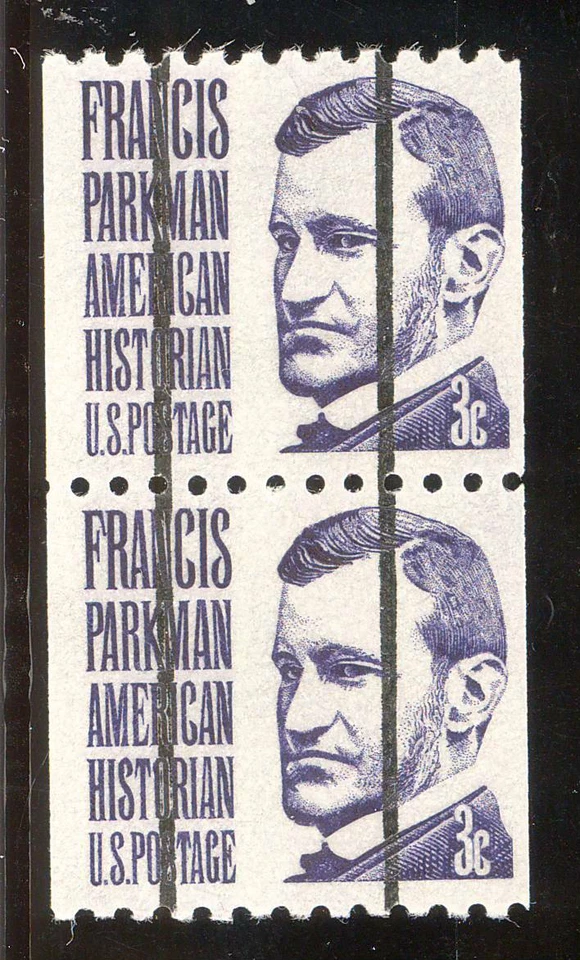 FRANCIS
PARKMAN
AMERICAN
HISTORIAN
U.S.POSTAGE
3c
FRANCIS
PARKMAN
AMERICAN
HISTORIAN
U.S.POSTAGE
3c